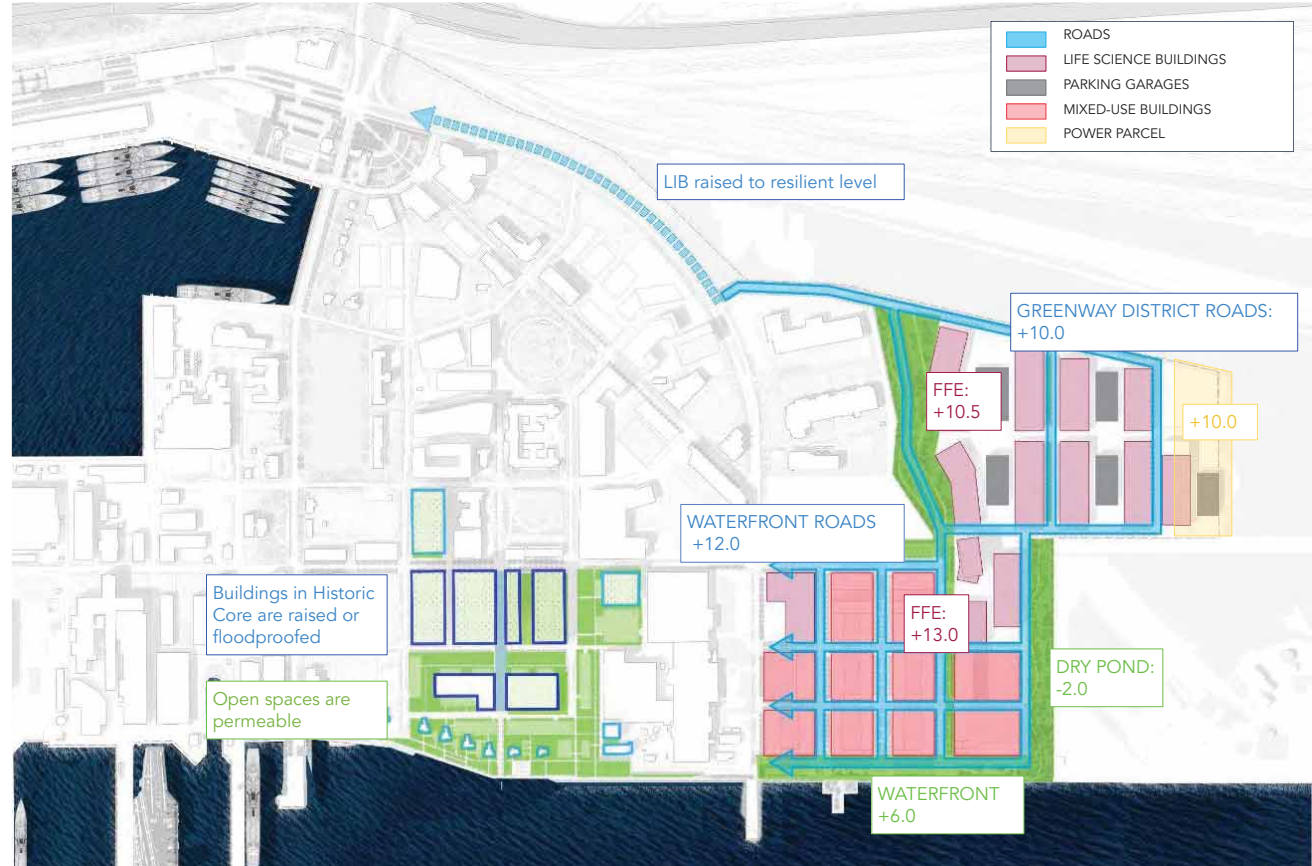 ROADS
LIFE SCIENCE BUILDINGS
PARKING GARAGES
MIXED-USE BUILDINGS
POWER PARCEL
LIB raised to resilient level
GREENWAY DISTRICT ROADS:
+10.0
FFE:
+10.5
+10.0
WATERFRONT ROADS
+12.0
Buildings in Historic
Core are raised or
floodproofed
FFE:
+13.0
DRY POND:
-2.0
Open spaces are
permeable
WATERFRONT
+6.0